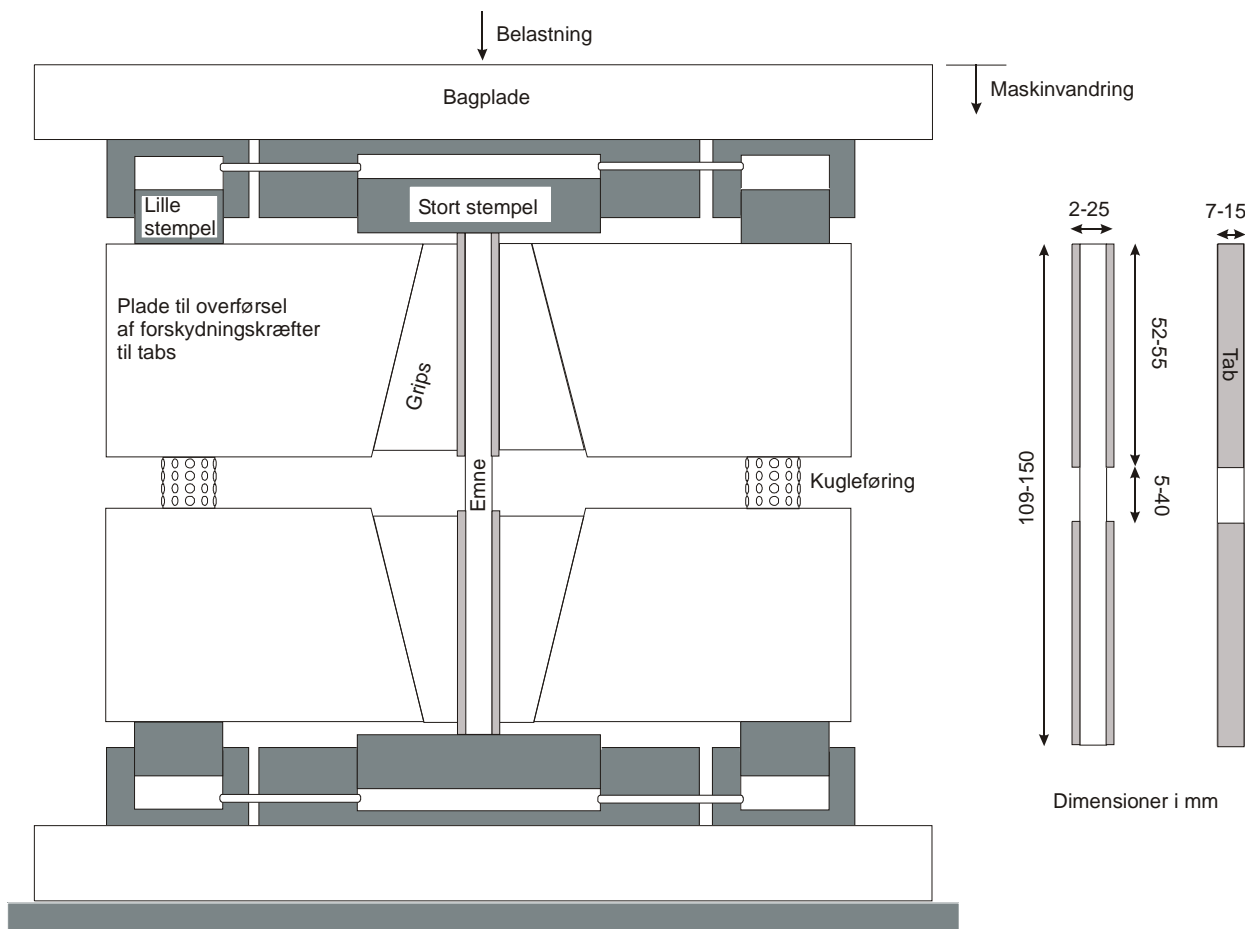 Belastning
Bagplade
Maskinvandring
Lille
stempel
Stort stempel
Plade til overførsel
af forskydningskræfter
til tabs
Grips
Emne
Kugleføring
2-25
7-15
52-55
Tab
109-150
5-40
Dimensioner i mm